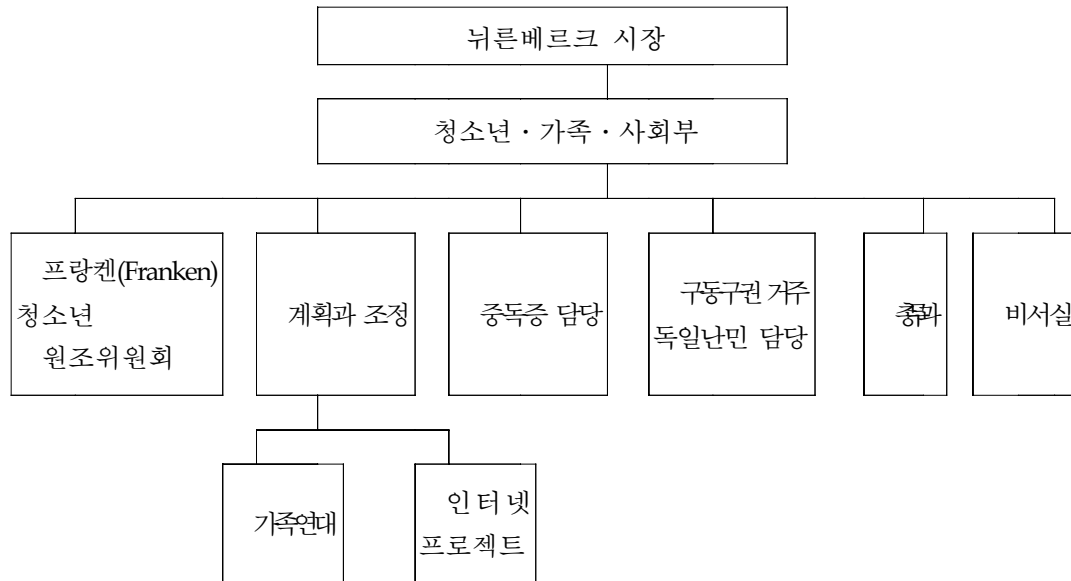 뉘른베르크 시장
청소년 · 가족 · 사회부
프랑켄(Franken)
청소년
원조위원회
계획과 조정
중독증 담당
구동구권 거주
독일난민 담당
비서실
가족연대
인터넷
프로젝트